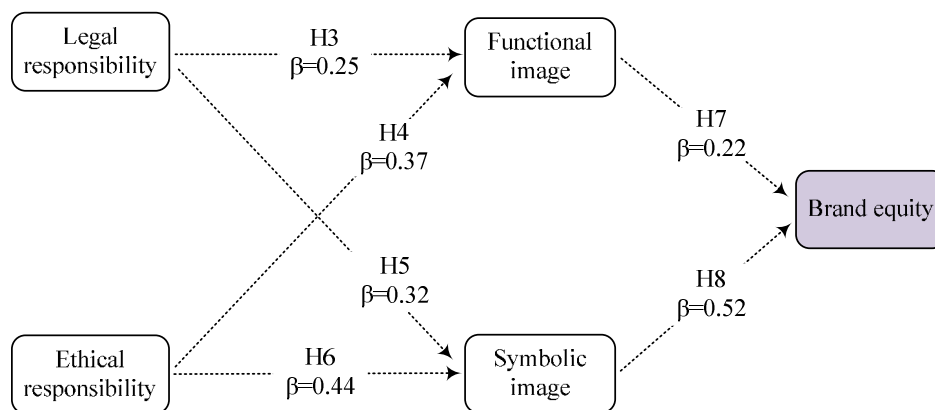 Legal
responsibility
H3
β=0.25
Functional
image
H4
β=0.37
H7
β=0.22
Brand equity
H5
β=0.32
H8
β=0.52
Ethical
responsibility
H6
β=0.44
Symbolic
image